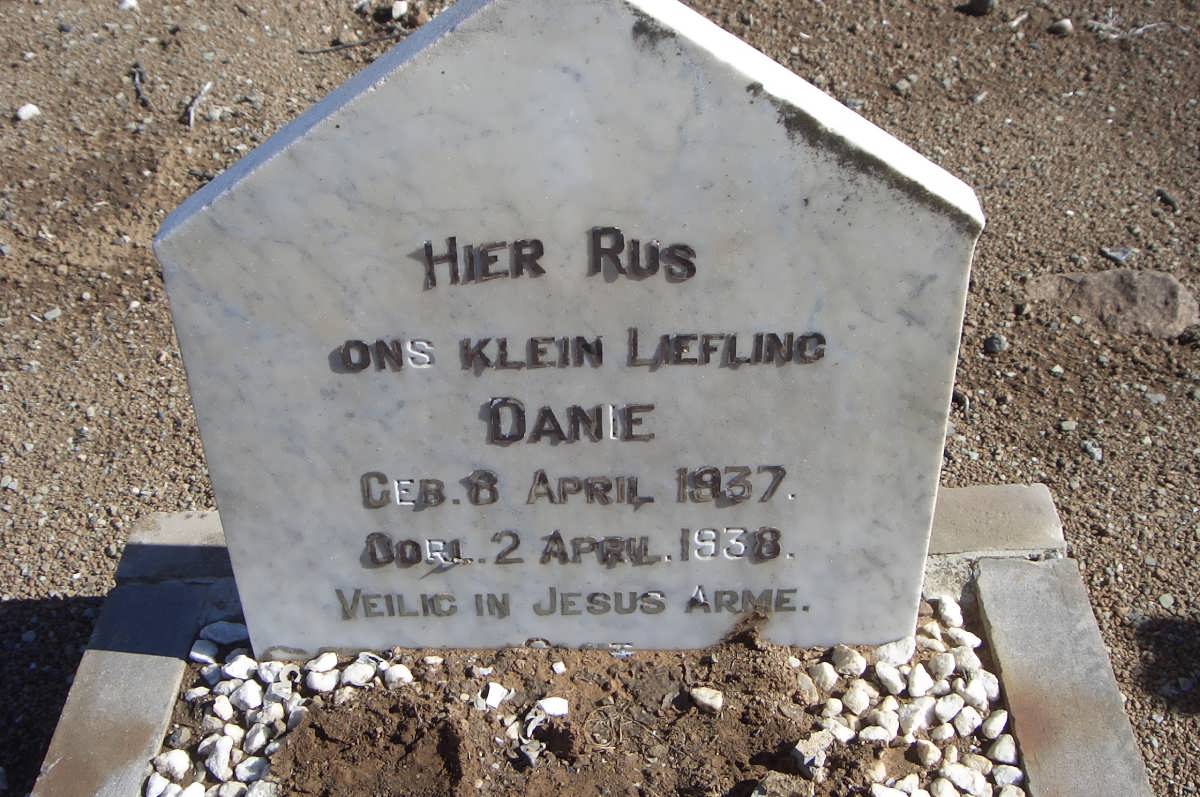 HIER RUS
ONS KLEIN LIEFLING
DANIE
GEB. 8 APRIL 1937.
OORL. 2 APRIL. 1938.
VEILIG IN JESUS ARME.